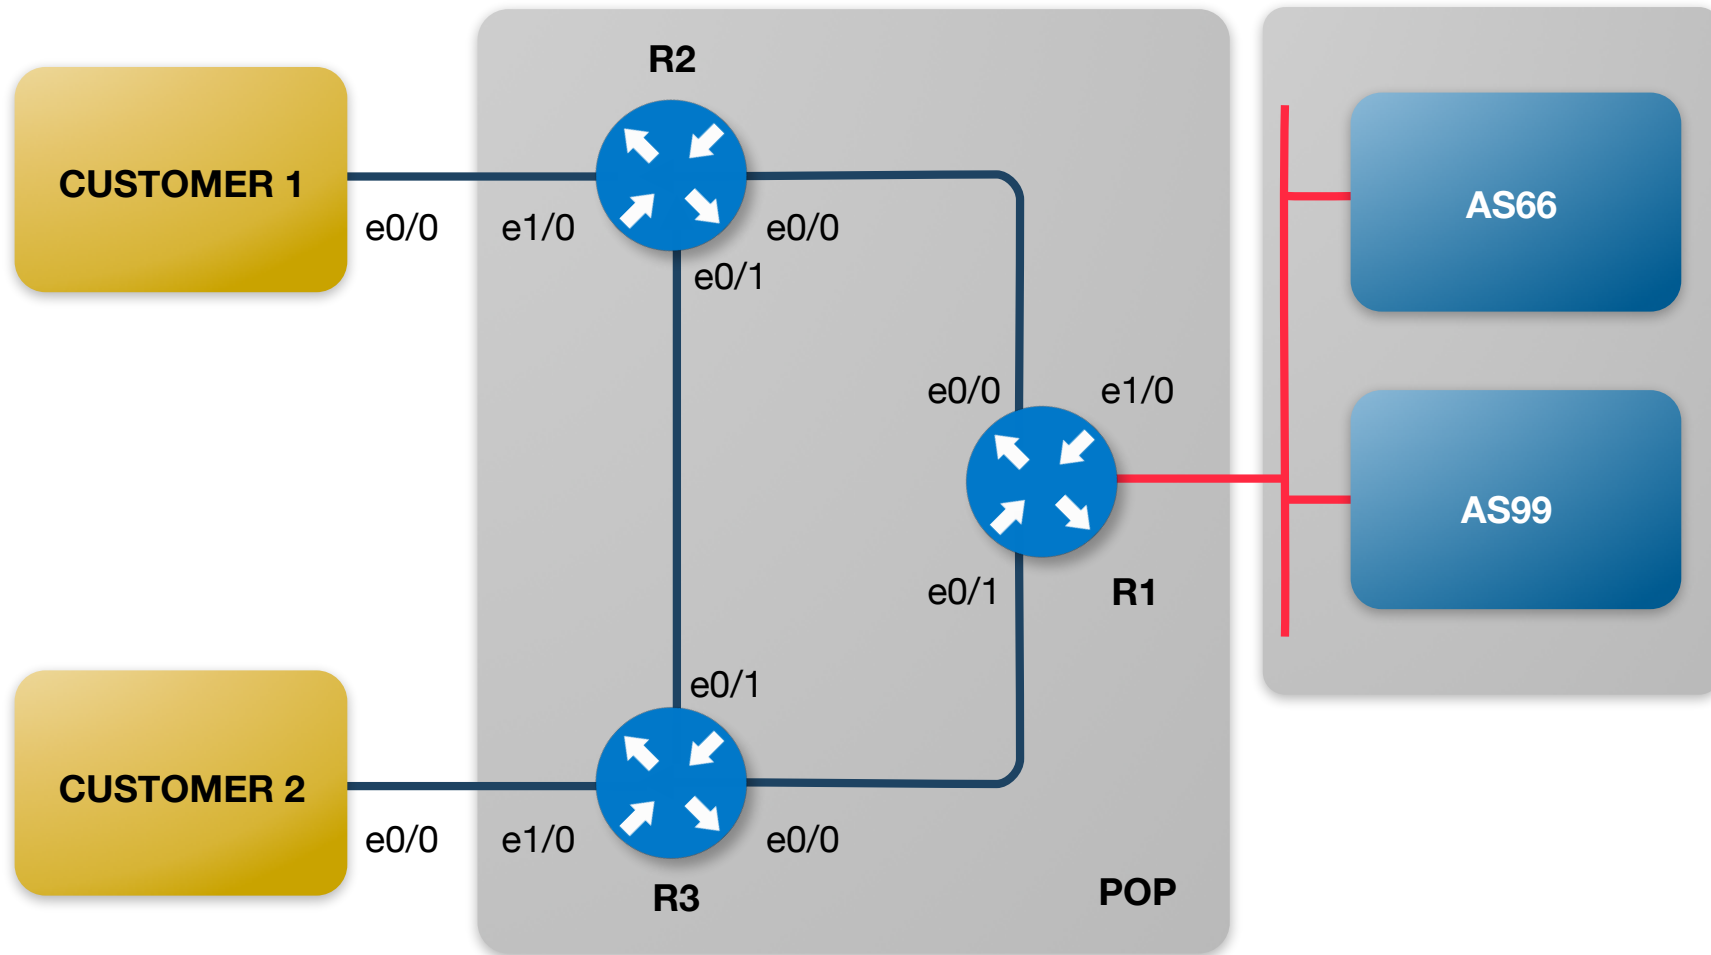 R2
CUSTOMER 1
AS66
e0/0
e1/0
e0/0
e0/1
e0/0
e1/0
AS99
e0/1
R1
e0/1
CUSTOMER 2
e0/0
e1/0
e0/0
R3
POP